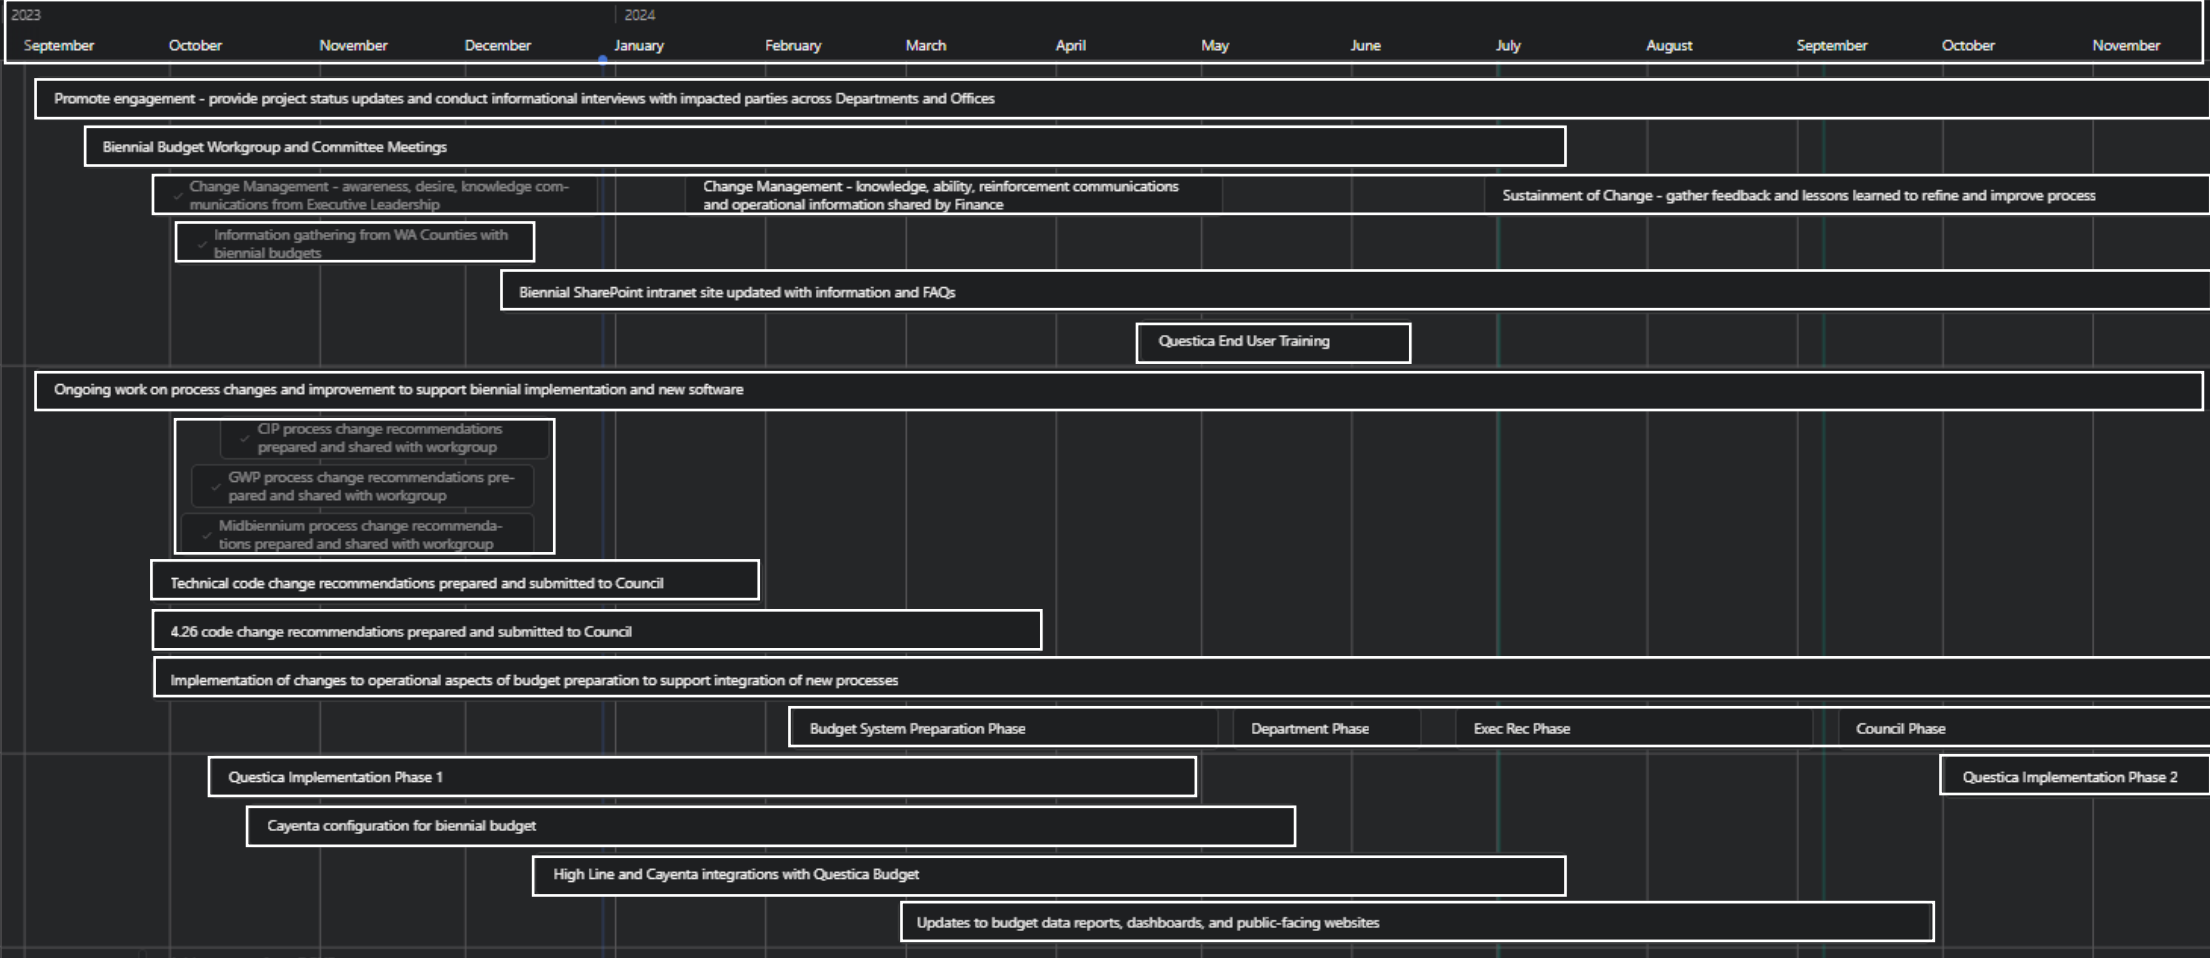 2023
2024
September October November December January February March April May June July August September October November
Promote engagement - provide project status updates and conduct informational interviews with impacted parties across Departments and Offices
Biennial Budget Workgroup and Committee Meetings
Change Management - awareness, desire, knowledge com-
munications from Executive Leadership
Change Management - knowledge, ability, reinforcement communications
and operational information shared by Finance
Sustainment of Change - gather feedback and lessons learned to refine and improve process
Information gathering from WA Counties with
biennial budgets
Biennial SharePoint intranet site updated with information and FAQs
Questica End User Training
Ongoing work on process changes and improvement to support biennial implementation and new software
CIP process change recommendations
prepared and shared with workgroup
GWP process change recommendations pre-
pared and shared with workgroup
Midbiennium process change recommenda-
tions prepared and shared with workgroup
Technical code change recommendations prepared and submitted to Council
4.26 code change recommendations prepared and submitted to Council
Implementation of changes to operational aspects of budget preparation to support integration of new processes
Budget System Preparation Phase
Department Phase
Exec Rec Phase
Council Phase
Questica Implementation Phase 1
Questica Implementation Phase 2
Cayenta configuration for biennial budget
High Line and Cayenta integrations with Questica Budget
Updates to budget data reports, dashboards, and public-facing websites